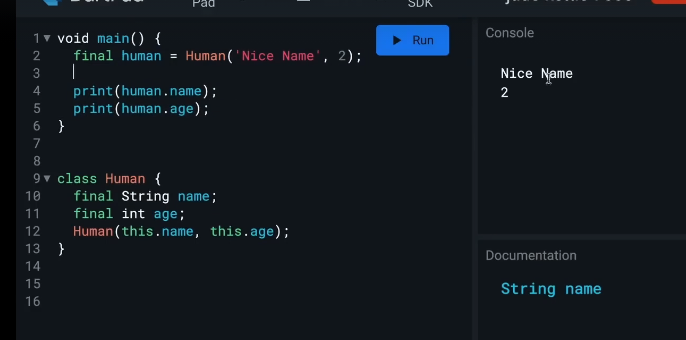 Pad
SDK
1 void main() {
2 final human = Human('Nice Name', 2);
3
4 print(human.name);
5 print(human.age);
6 }
7
8
9 class Human {
10 final String name;
11 final int age;
12 Human(this.name, this.age);
13 }
14
15
16
Run
Console
Nice Name
2
Documentation
String name